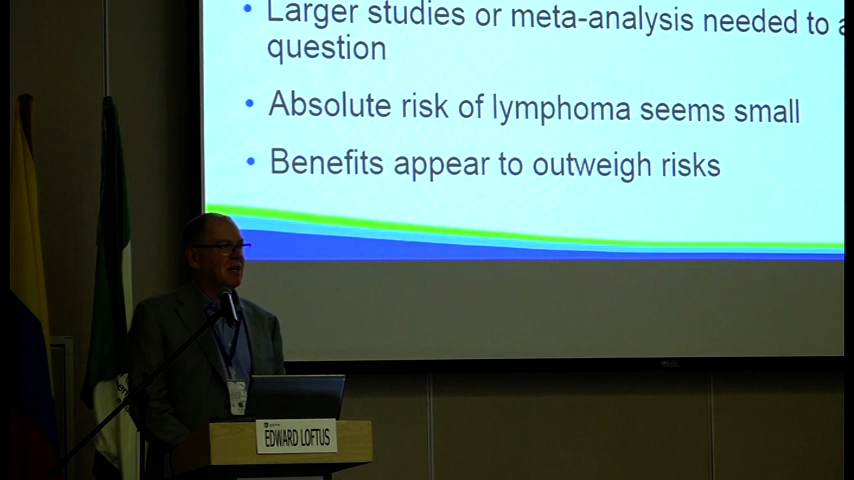 • Larger studies or meta-analysis needed to a
question
• Absolute risk of lymphoma seems small
• Benefits appear to outweigh risks
EDWARD LOFTUS